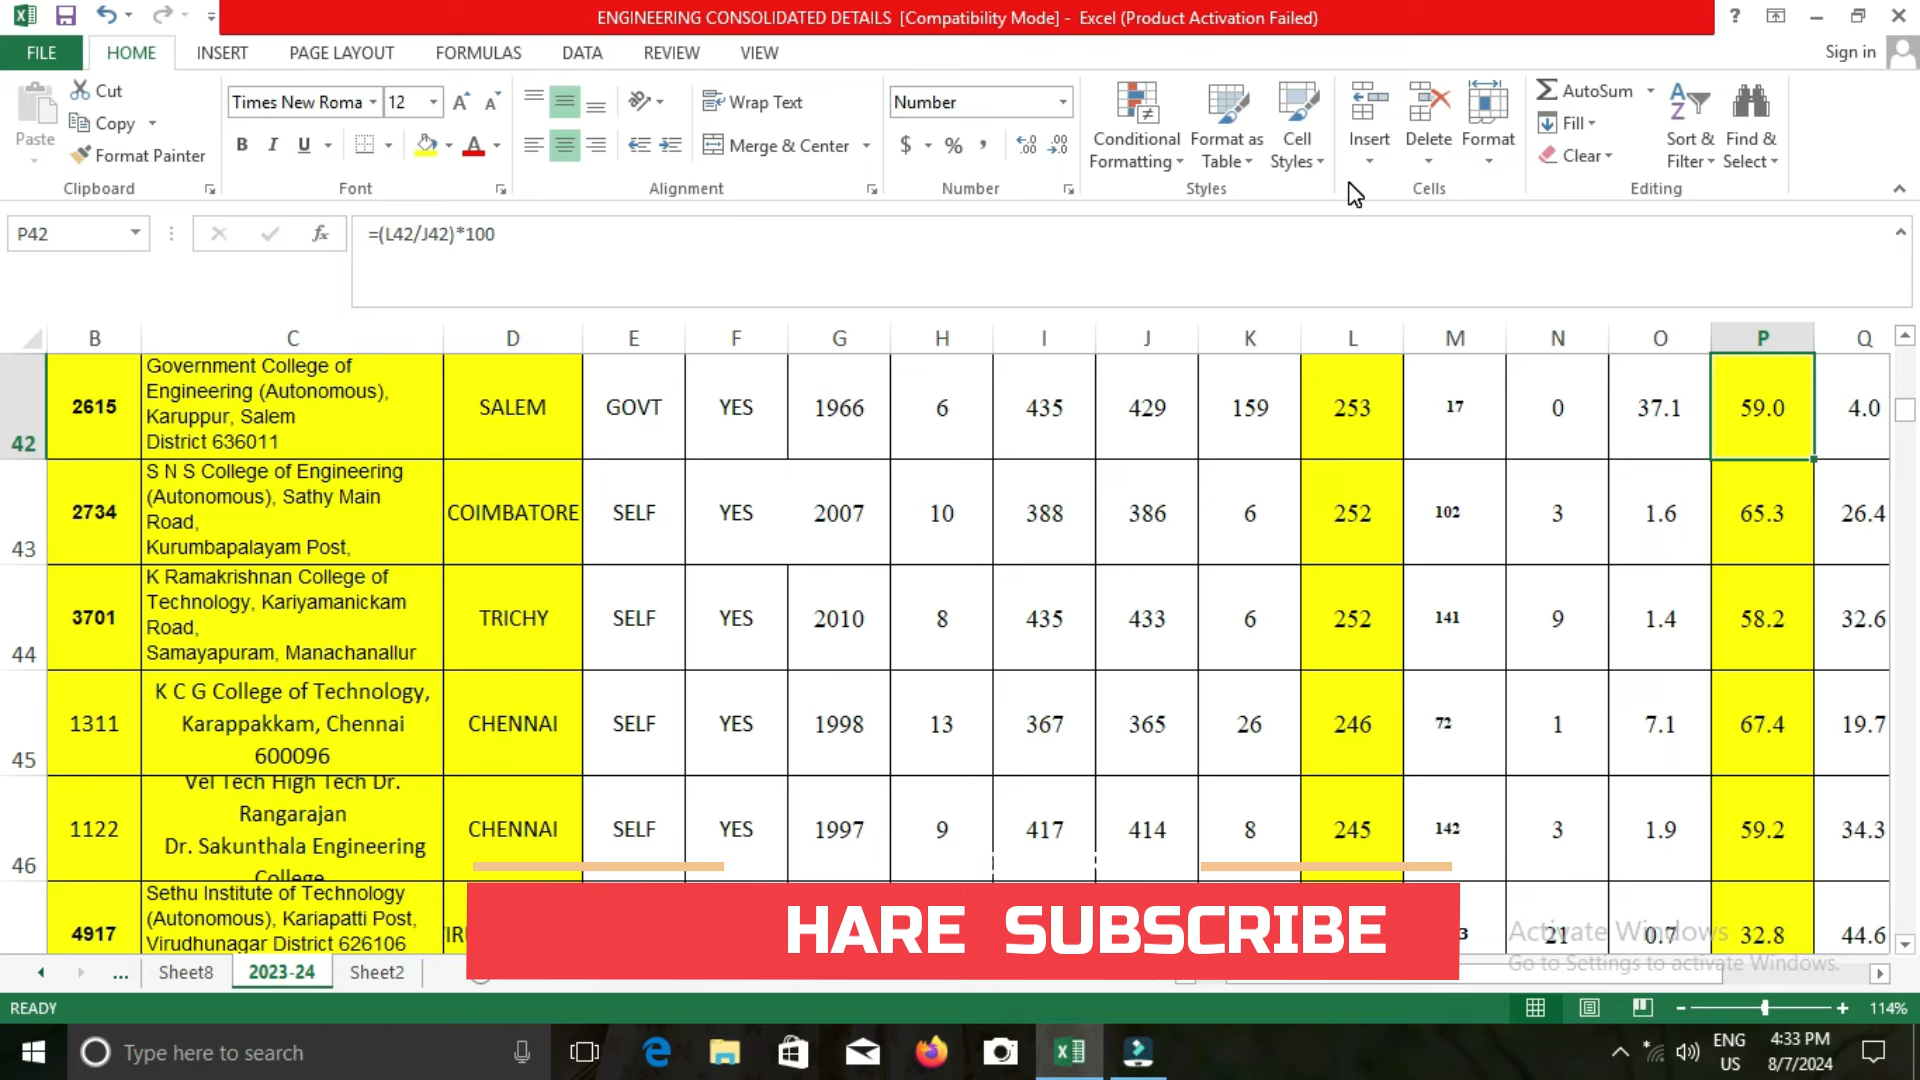 ENGINEERING CONSOLIDATED DETAILS [Compatibility Mode] - Excel (Product Activation Failed)
FILE HOME INSERT PAGE LAYOUT FORMULAS DATA REVIEW VIEW Sign in
Paste Cut Copy Format Painter Clipboard
Times New Roma 12 B I U A Font
Wrap Text Merge & Center Alignment
Number $ % , Number
Conditional Formatting Format as Table Cell Styles Styles
Insert Delete Format Cells
AutoSum Fill Clear Sort & Filter Find & Select Editing
P42 fx =(L42/J42)*100
B C D E F G H I J K L M N O P Q
42 2615 Government College of
Engineering (Autonomous),
Karuppur, Salem
District 636011 SALEM GOVT YES 1966 6 435 429 159 253 17 0 37.1 59.0 4.0
43 2734 S N S College of Engineering
(Autonomous), Sathy Main
Road,
Kurumbapalayam Post, COIMBATORE SELF YES 2007 10 388 386 6 252 102 3 1.6 65.3 26.4
44 3701 K Ramakrishnan College of
Technology, Kariyamanickam
Road,
Samayapuram, Manachanallur TRICHY SELF YES 2010 8 435 433 6 252 141 9 1.4 58.2 32.6
45 1311 K C G College of Technology,
Karappakkam, Chennai
600096 CHENNAI SELF YES 1998 13 367 365 26 246 72 1 7.1 67.4 19.7
46 1122 Vel Tech High Tech Dr.
Rangarajan
Dr. Sakunthala Engineering
College CHENNAI SELF YES 1997 9 417 414 8 245 142 3 1.9 59.2 34.3
4917 Sethu Institute of Technology
(Autonomous), Kariapatti Post,
Virudhunagar District 626106 21 0.7 32.8 44.6
HARE SUBSCRIBE
Activate Windows
Go to Settings to activate Windows.
... Sheet8 2023-24 Sheet2
READY 114%
Type here to search
ENG
US
4:33 PM
8/7/2024